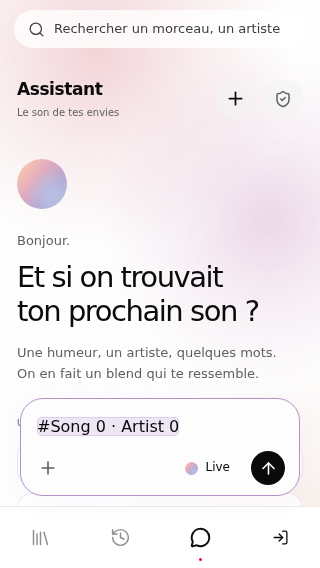 Rechercher un morceau, un artiste
Assistant
Le son de tes envies
Bonjour.
Et si on trouvait
ton prochain son ?
Une humeur, un artiste, quelques mots.
On en fait un blend qui te ressemble.
#Song 0 · Artist 0
Live